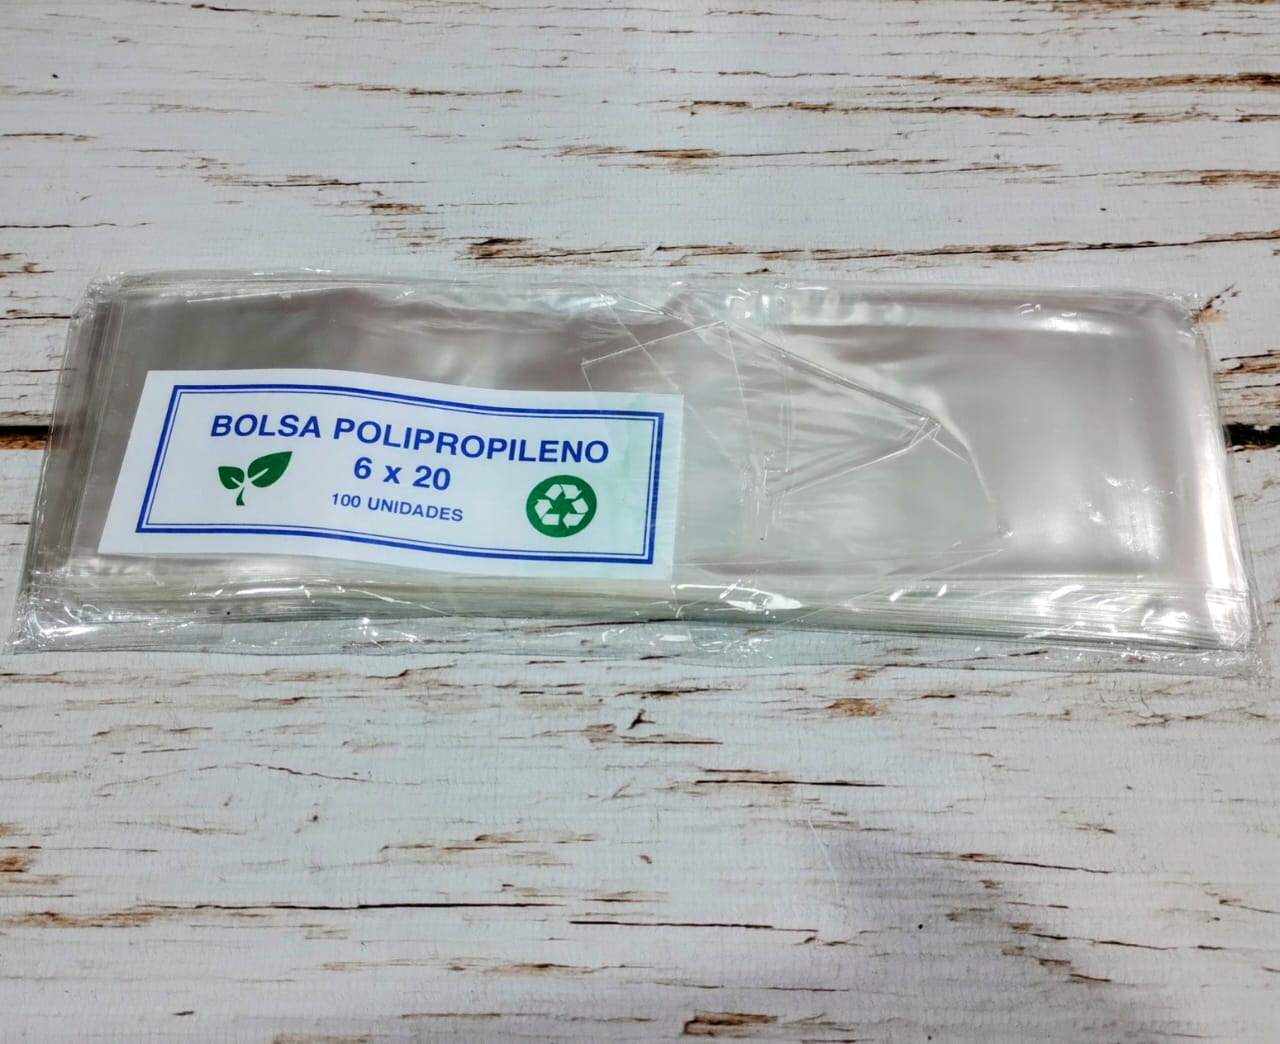 BOLSA POLIPROPILENO
6 x 20
100 UNIDADES